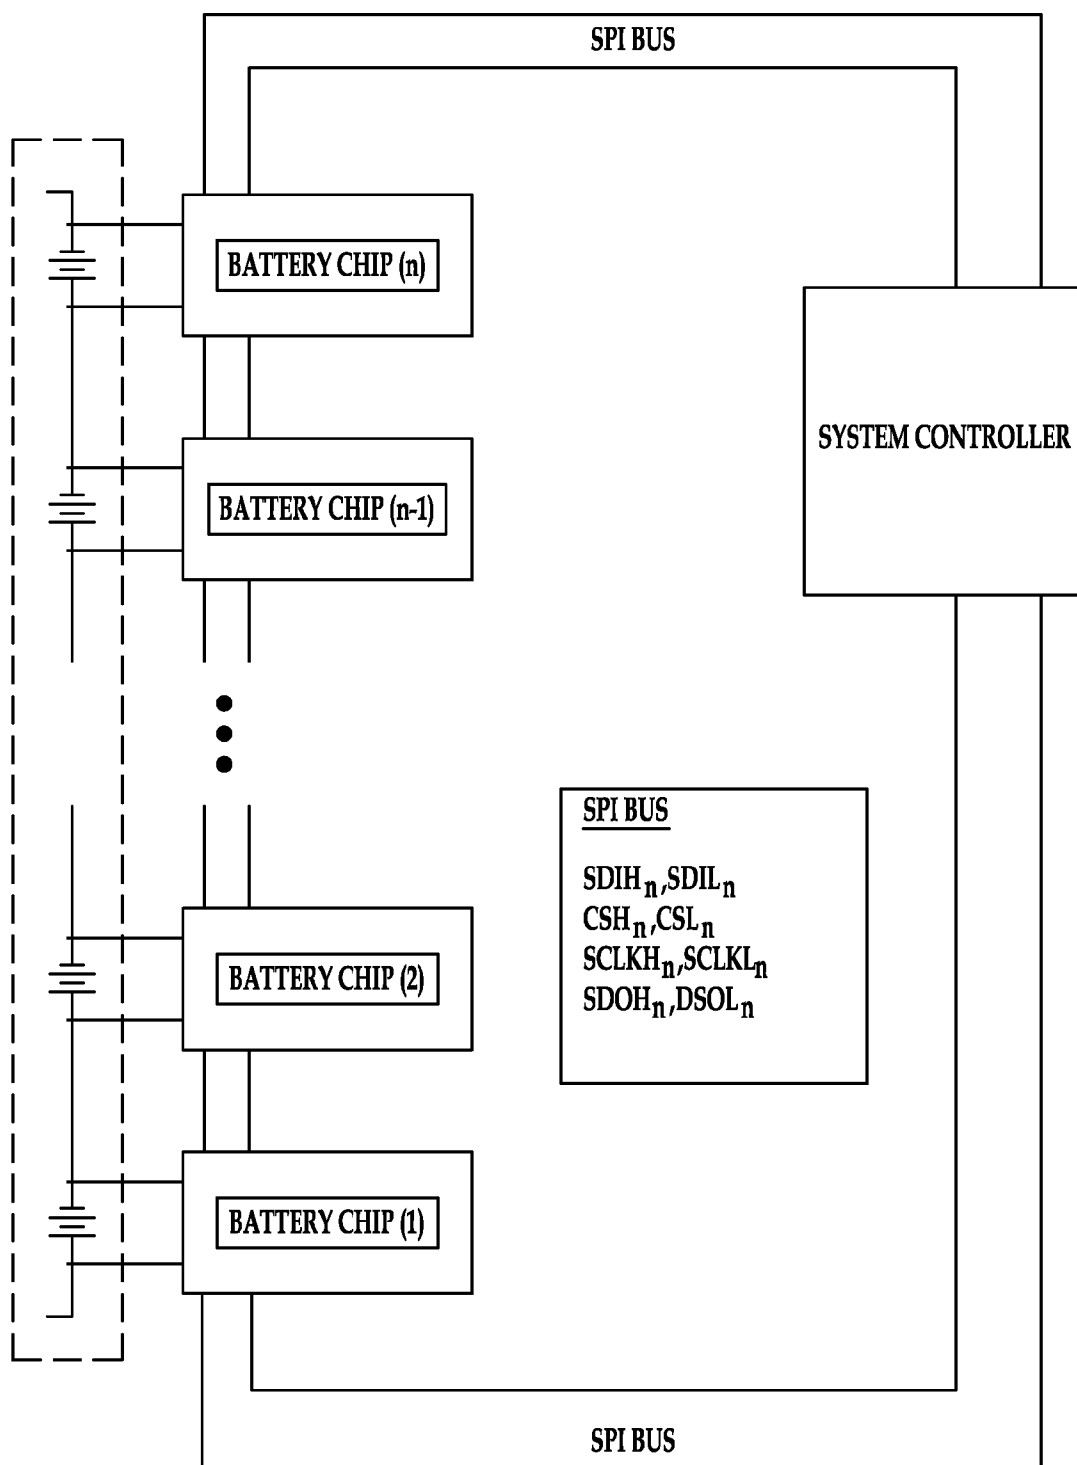 SPI BUS
BATTERY CHIP (n)
BATTERY CHIP (n-1)
SYSTEM CONTROLLER
SPI BUS
SDIHn,SDILn
CSHn,CSLn
SCLKHn,SCLKLn
SDOHn,DSOLn
BATTERY CHIP (2)
BATTERY CHIP (1)
SPI BUS